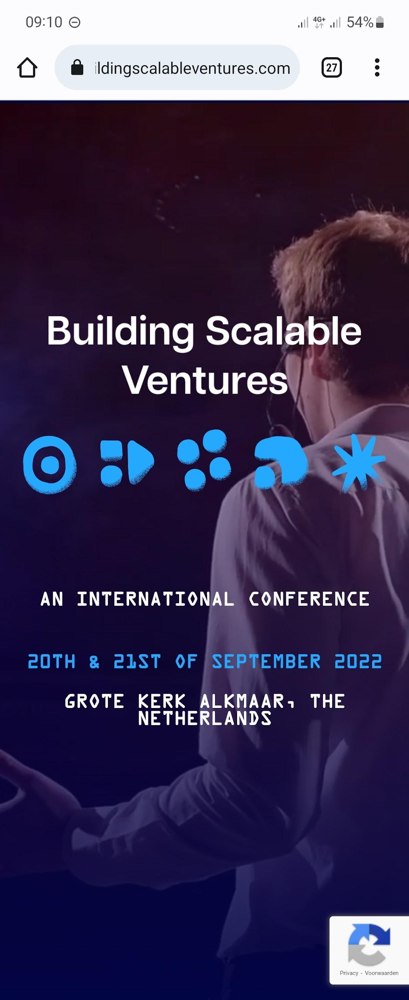 09:10
4G+
54%
ildingscalableventures.com
27
Building Scalable
Ventures
AN INTERNATIONAL CONFERENCE
20TH & 21ST OF SEPTEMBER 2022
GROTE KERK ALKMAAR, THE
NETHERLANDS
Privacy - Voorwaarden